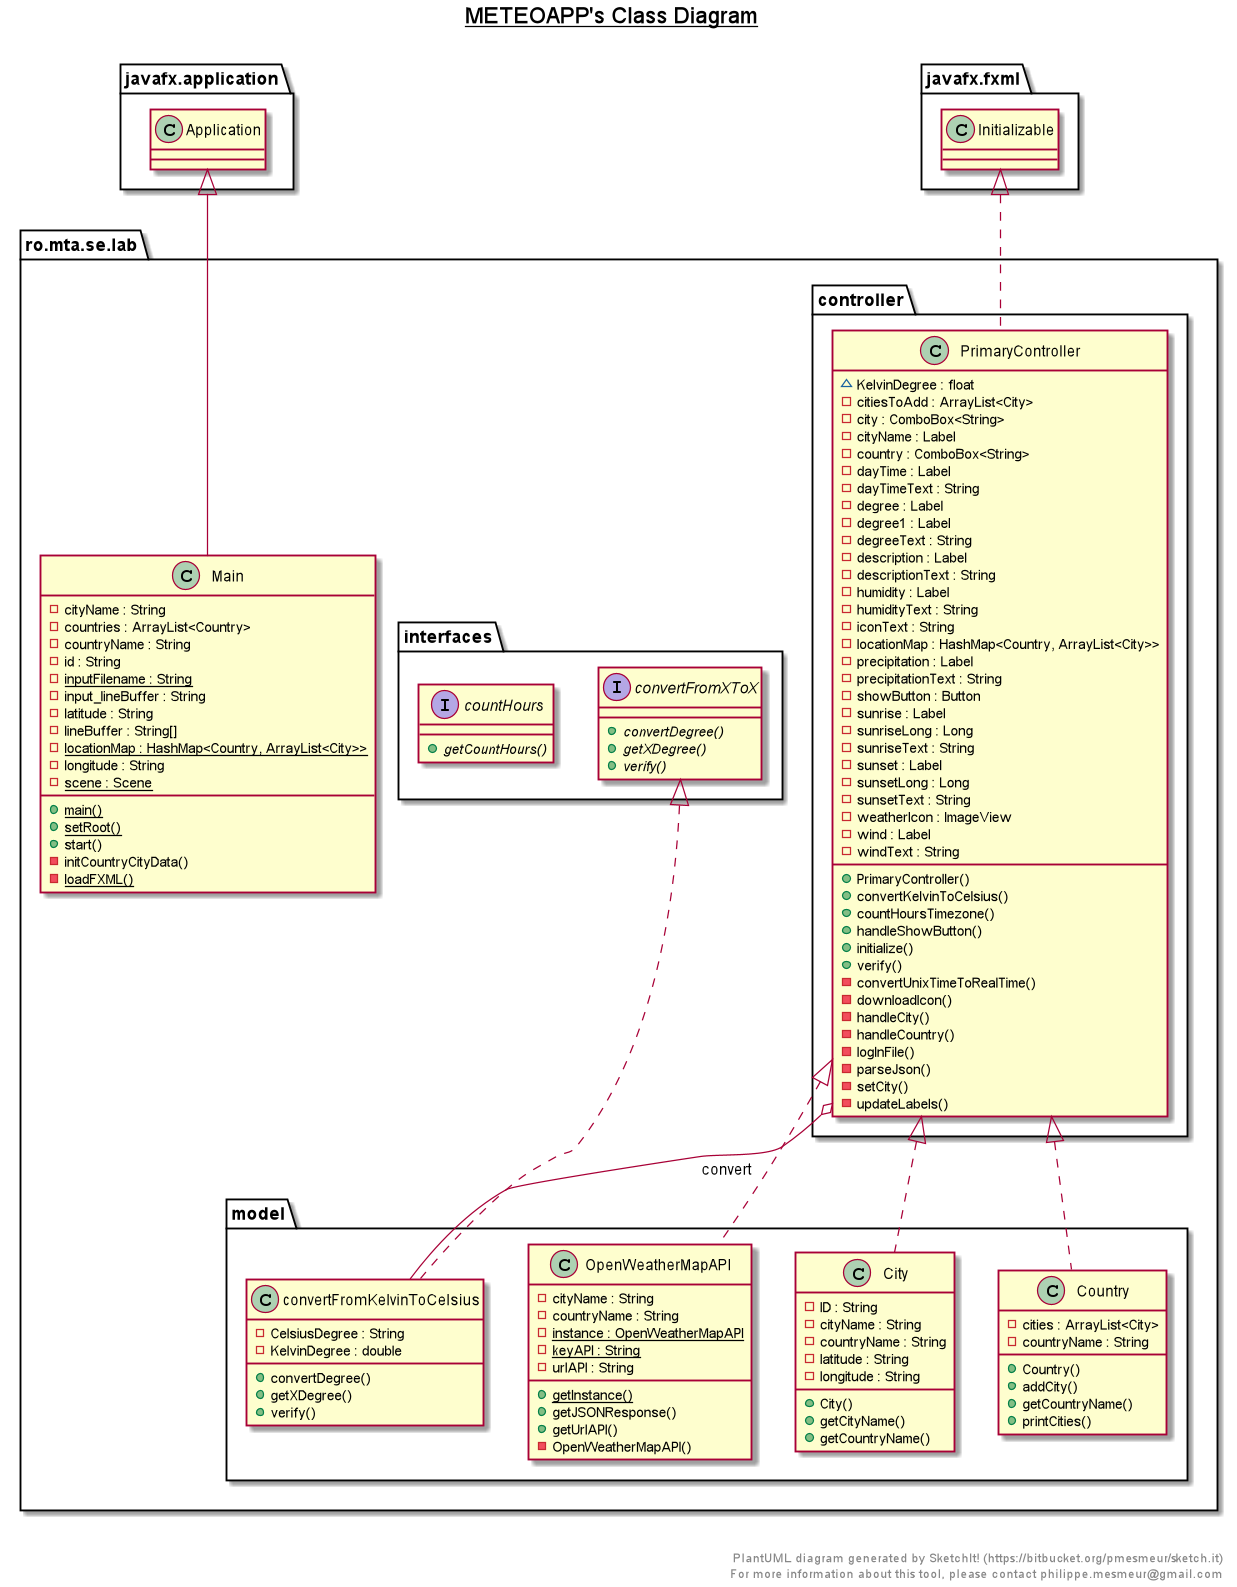 METEOAPP's Class Diagram
javafx.application
C Application
javafx.fxml
C Initializable
ro.mta.se.lab
controller
C PrimaryController
KelvinDegree : float
citiesToAdd : ArrayList<City>
city : ComboBox<String>
cityName : Label
country : ComboBox<String>
dayTime : Label
dayTimeText : String
degree : Label
degree1 : Label
degreeText : String
description : Label
descriptionText : String
humidity : Label
humidityText : String
iconText : String
locationMap : HashMap<Country, ArrayList<City>>
precipitation : Label
precipitationText : String
showButton : Button
sunrise : Label
sunriseLong : Long
sunriseText : String
sunset : Label
sunsetLong : Long
sunsetText : String
weatherIcon : ImageView
wind : Label
windText : String
PrimaryController()
convertKelvinToCelsius()
countHoursTimezone()
handleShowButton()
initialize()
verify()
convertUnixTimeToRealTime()
downloadIcon()
handleCity()
handleCountry()
logInFile()
parseJson()
setCity()
updateLabels()
C Main
cityName : String
countries : ArrayList<Country>
countryName : String
id : String
inputFilename : String
input_lineBuffer : String
latitude : String
lineBuffer : String[]
locationMap : HashMap<Country, ArrayList<City>>
longitude : String
scene : Scene
main()
setRoot()
start()
initCountryCityData()
loadFXML()
interfaces
I countHours
getCountHours()
I convertFromXToX
convertDegree()
getXDegree()
verify()
convert
model
C convertFromKelvinToCelsius
CelsiusDegree : String
KelvinDegree : double
convertDegree()
getXDegree()
verify()
C OpenWeatherMapAPI
cityName : String
countryName : String
instance : OpenWeatherMapAPI
keyAPI : String
urlAPI : String
getInstance()
getJSONResponse()
getUrlAPI()
OpenWeatherMapAPI()
C City
ID : String
cityName : String
countryName : String
latitude : String
longitude : String
City()
getCityName()
getCountryName()
C Country
cities : ArrayList<City>
countryName : String
Country()
addCity()
getCountryName()
printCities()
PlantUML diagram generated by SketchIt! (https://bitbucket.org/pmesmeur/sketch.it)
For more information about this tool, please contact philippe.mesmeur@gmail.com